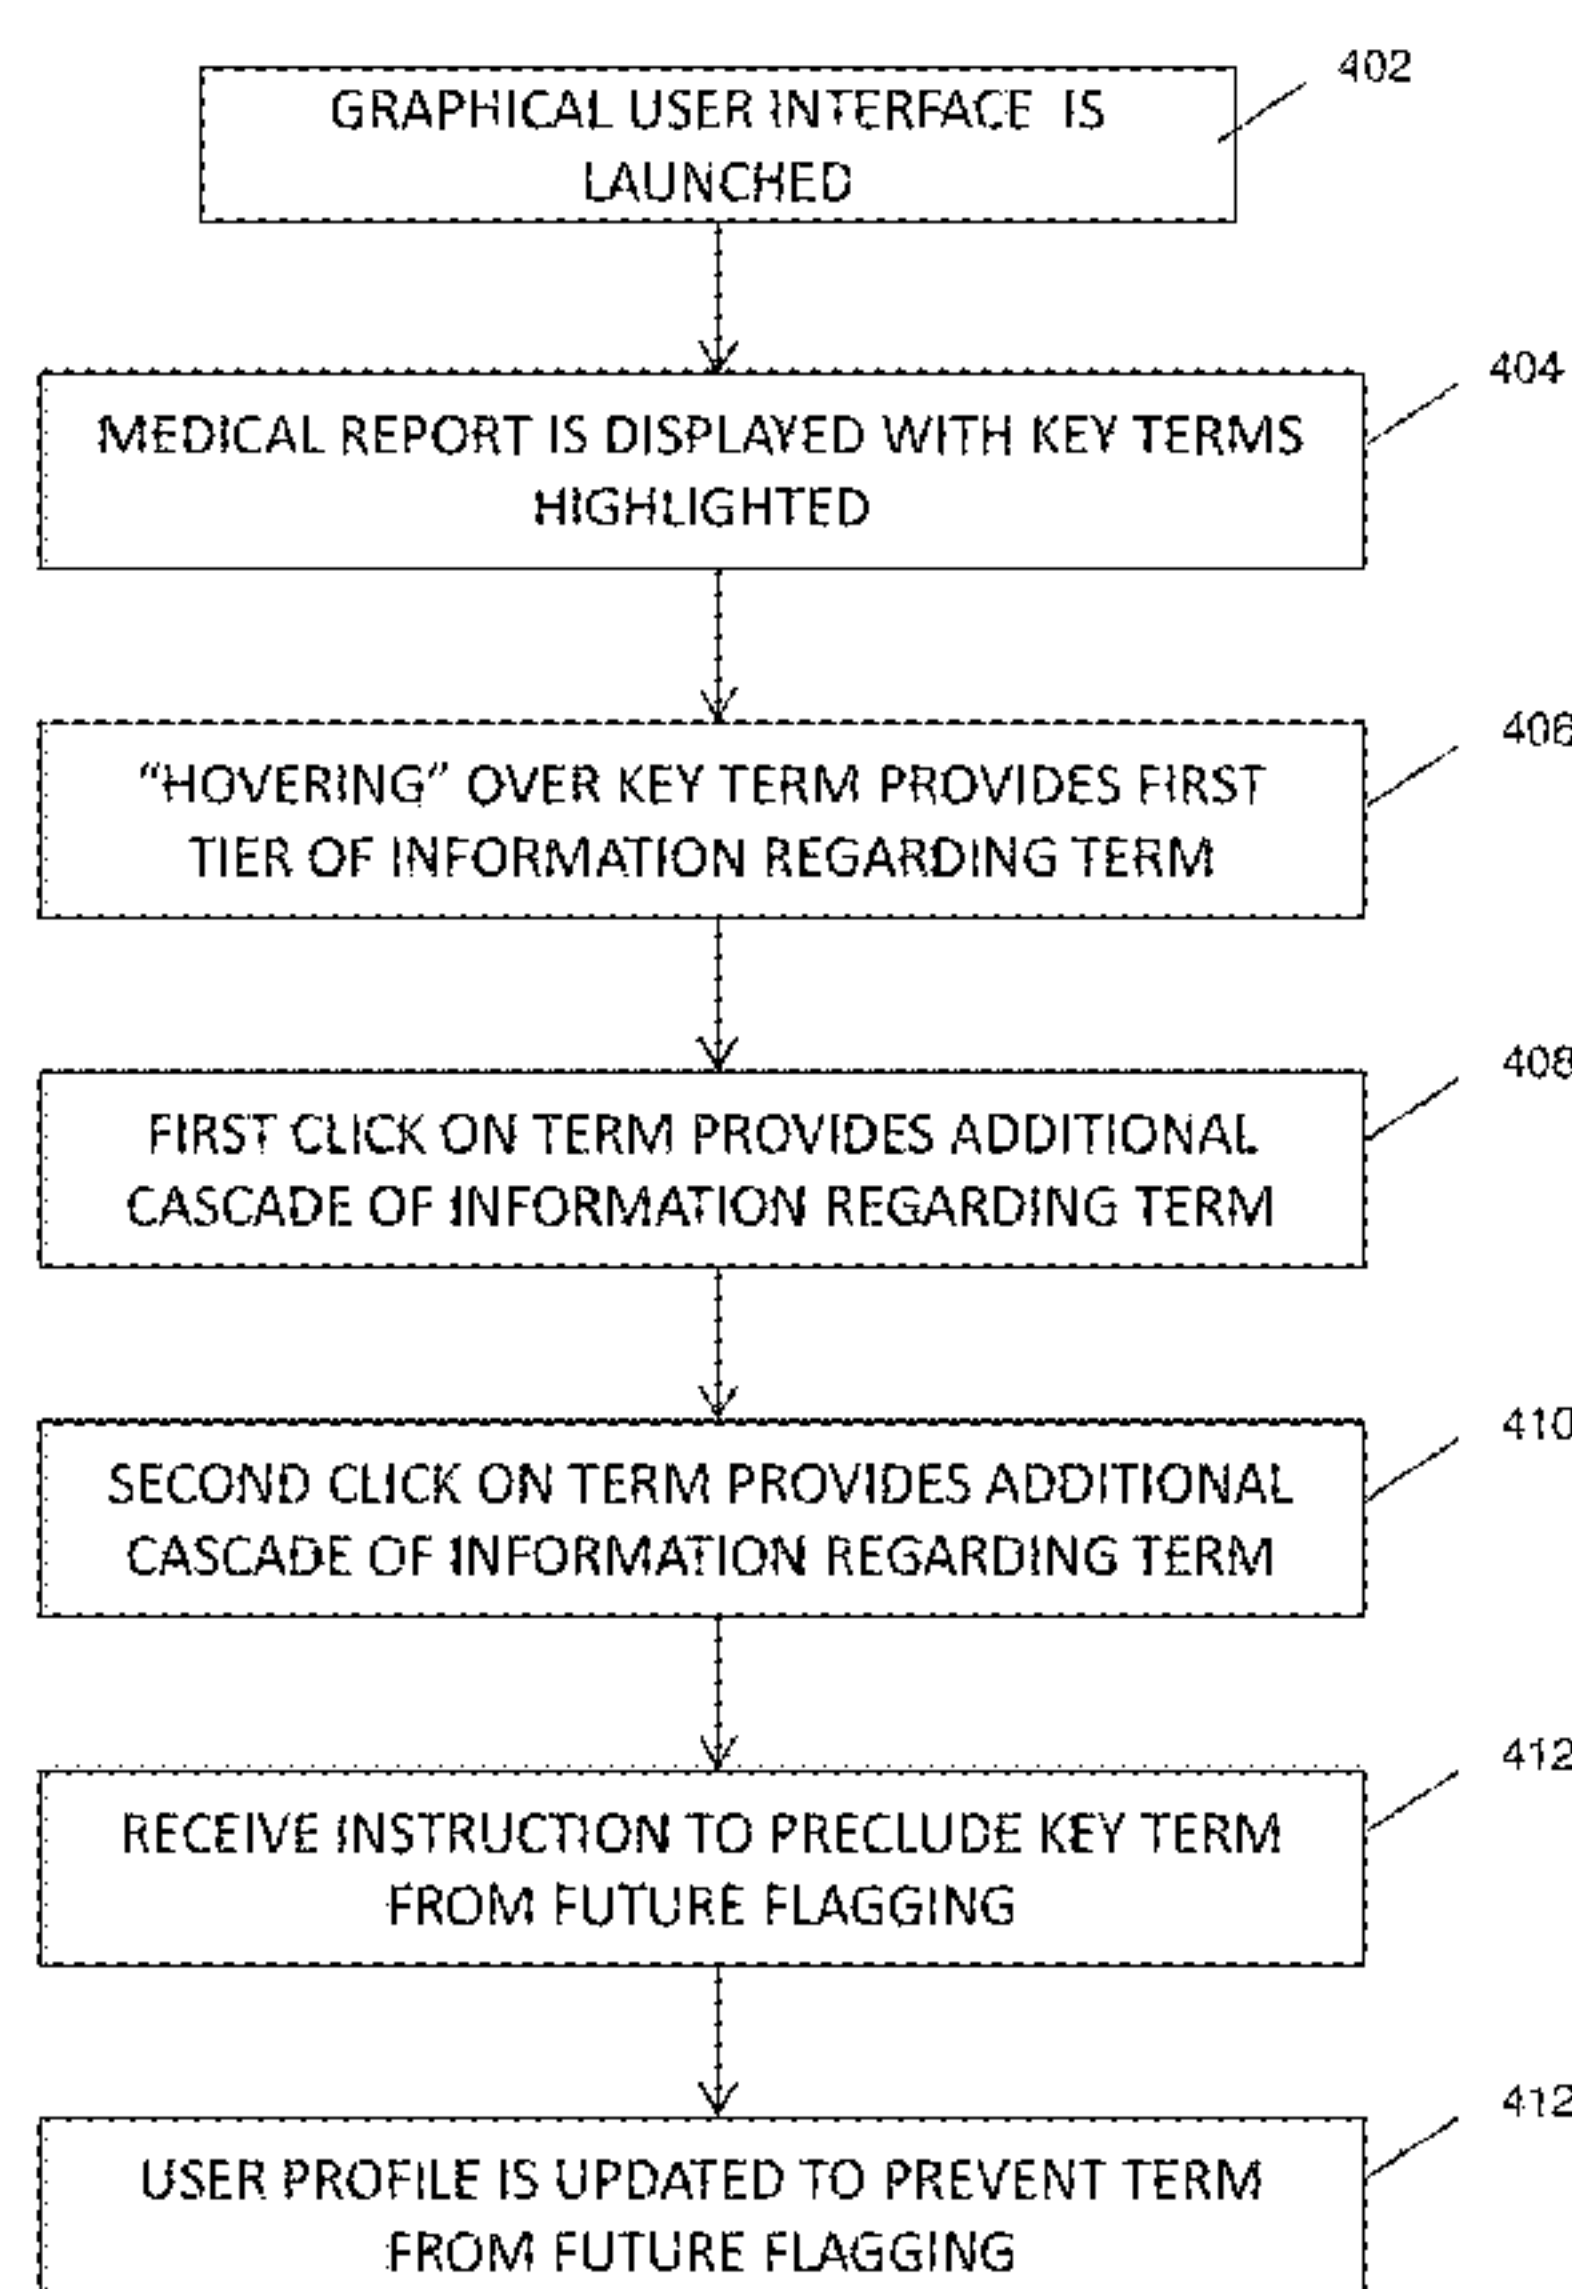 402
GRAPHICAL USER INTERFACE IS
LAUNCHED
404
MEDICAL REPORT IS DISPLAYED WITH KEY TERMS
HIGHLIGHTED
406
“HOVERING” OVER KEY TERM PROVIDES FIRST
TIER OF INFORMATION REGARDING TERM
408
FIRST CLICK ON TERM PROVIDES ADDITIONAL
CASCADE OF INFORMATION REGARDING TERM
410
SECOND CLICK ON TERM PROVIDES ADDITIONAL
CASCADE OF INFORMATION REGARDING TERM
412
RECEIVE INSTRUCTION TO PRECLUDE KEY TERM
FROM FUTURE FLAGGING
412
USER PROFILE IS UPDATED TO PREVENT TERM
FROM FUTURE FLAGGING